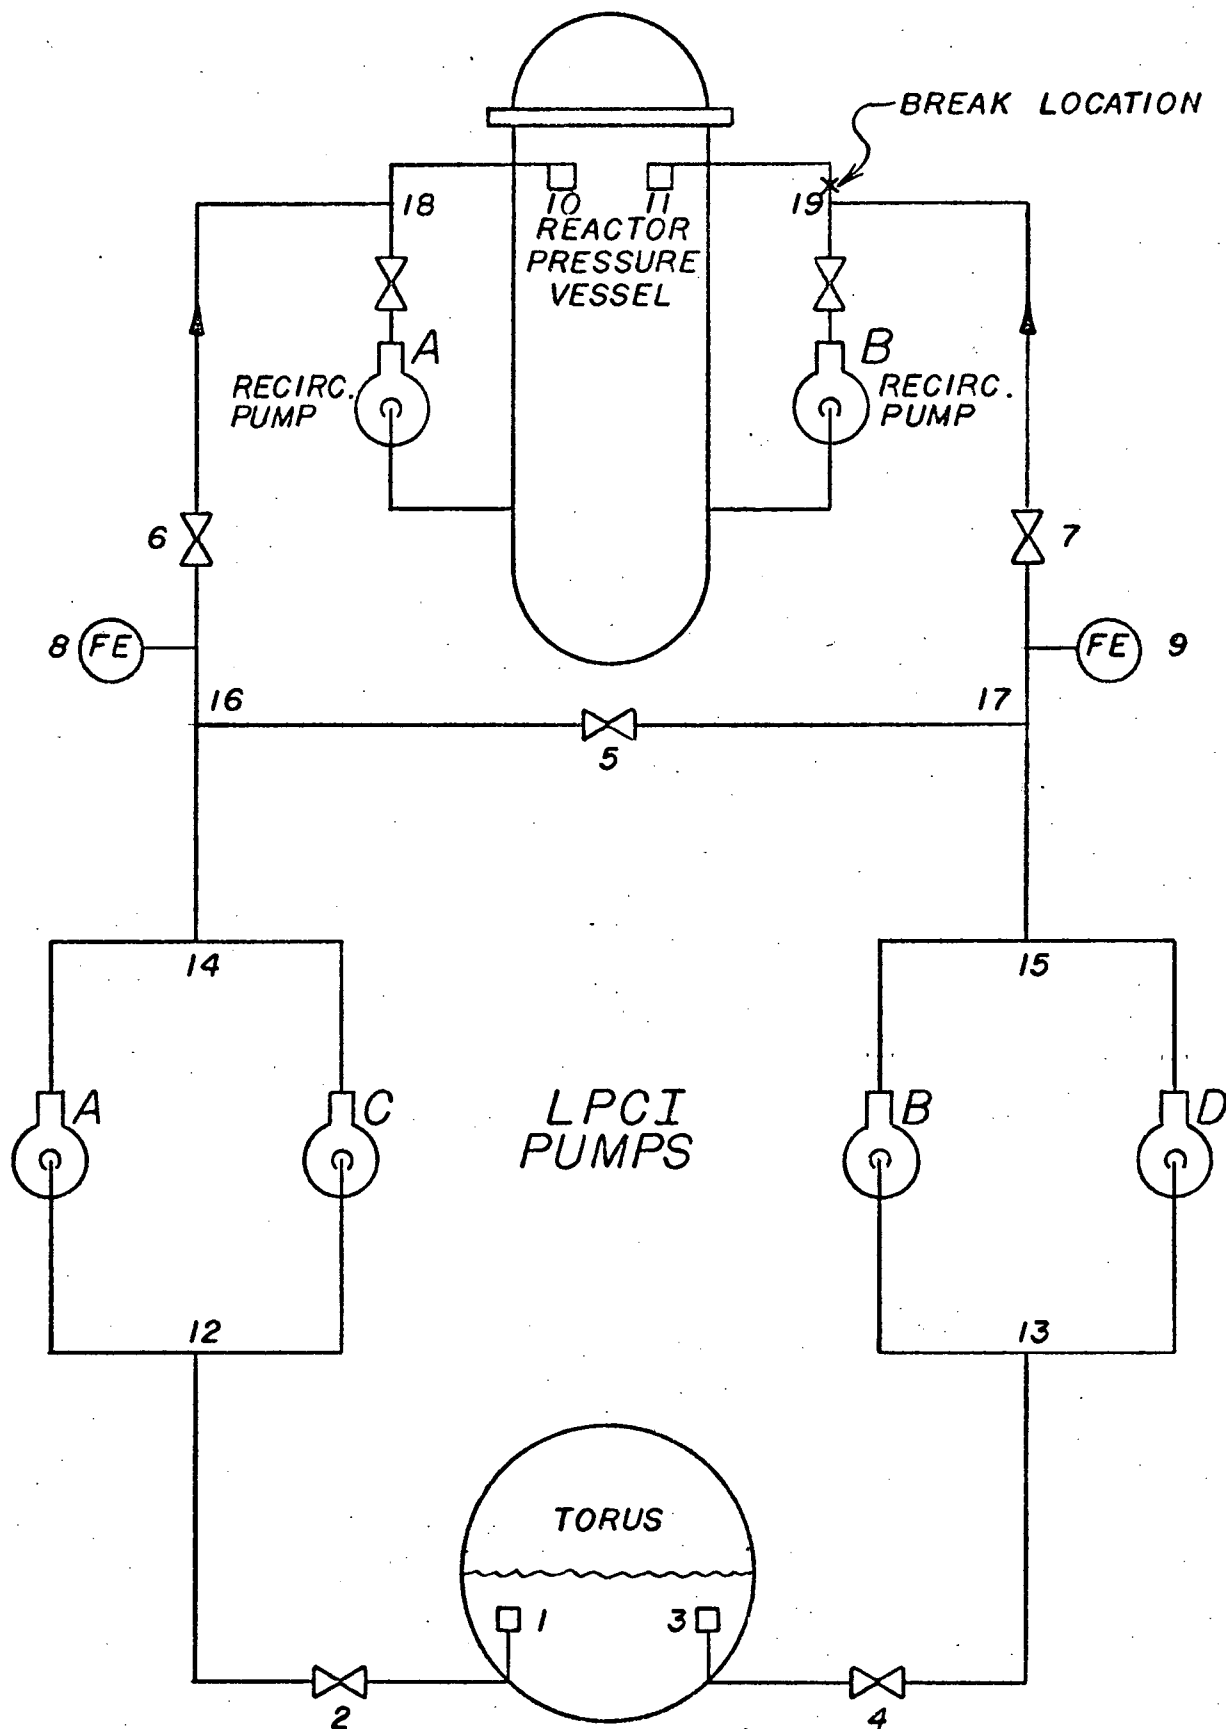 BREAK LOCATION
18
10
11
19
REACTOR
PRESSURE
VESSEL
A
B
RECIRC.
PUMP
RECIRC.
PUMP
6
7
8
FE
FE
9
16
17
5
14
15
A
C
LPCI
PUMPS
B
D
12
13
TORUS
1
3
2
4